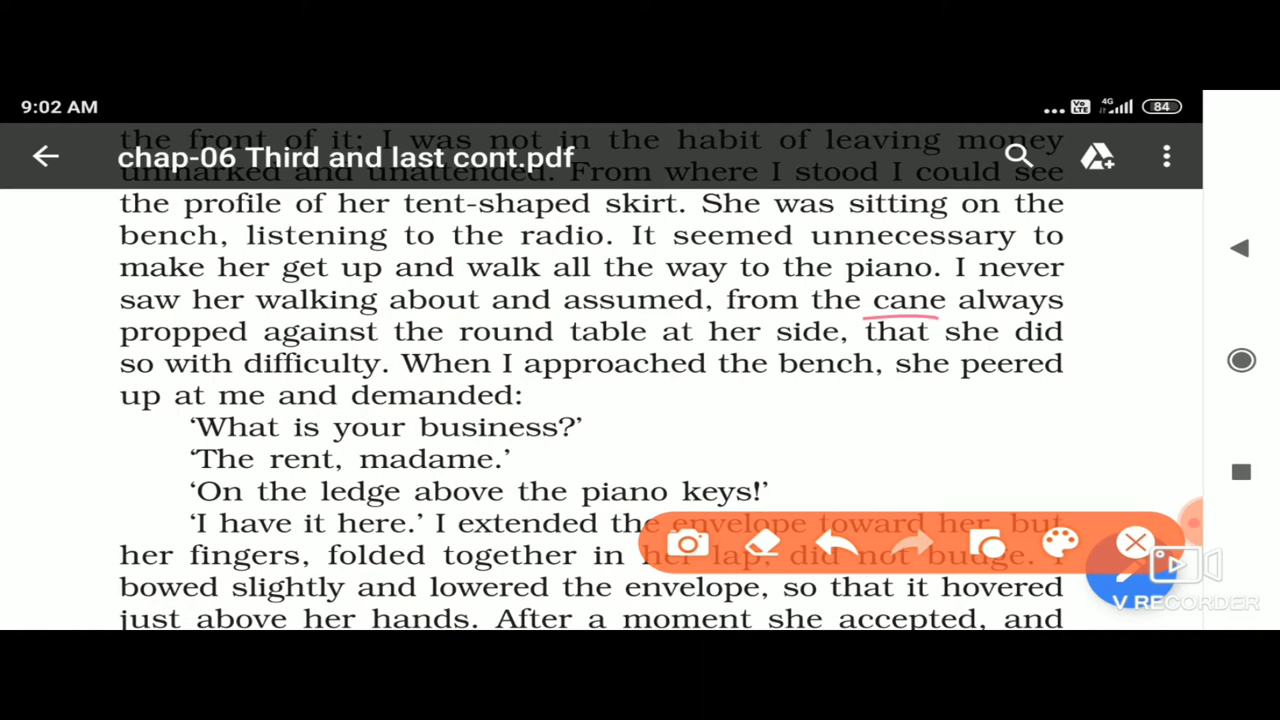 9:02 AM
Vo LTE 4G 84
the front of it; I was not in the habit of leaving money
chap-06 Third and last cont.pdf
unmarked and unattended. From where I stood I could see
the profile of her tent-shaped skirt. She was sitting on the
bench, listening to the radio. It seemed unnecessary to
make her get up and walk all the way to the piano. I never
saw her walking about and assumed, from the cane always
propped against the round table at her side, that she did
so with difficulty. When I approached the bench, she peered
up at me and demanded:
‘What is your business?’
‘The rent, madame.’
‘On the ledge above the piano keys!’
‘I have it here.’ I extended the envelope toward her, but
her fingers, folded together in her lap, did not budge. I
bowed slightly and lowered the envelope, so that it hovered
V RECORDER
just above her hands. After a moment she accepted, and